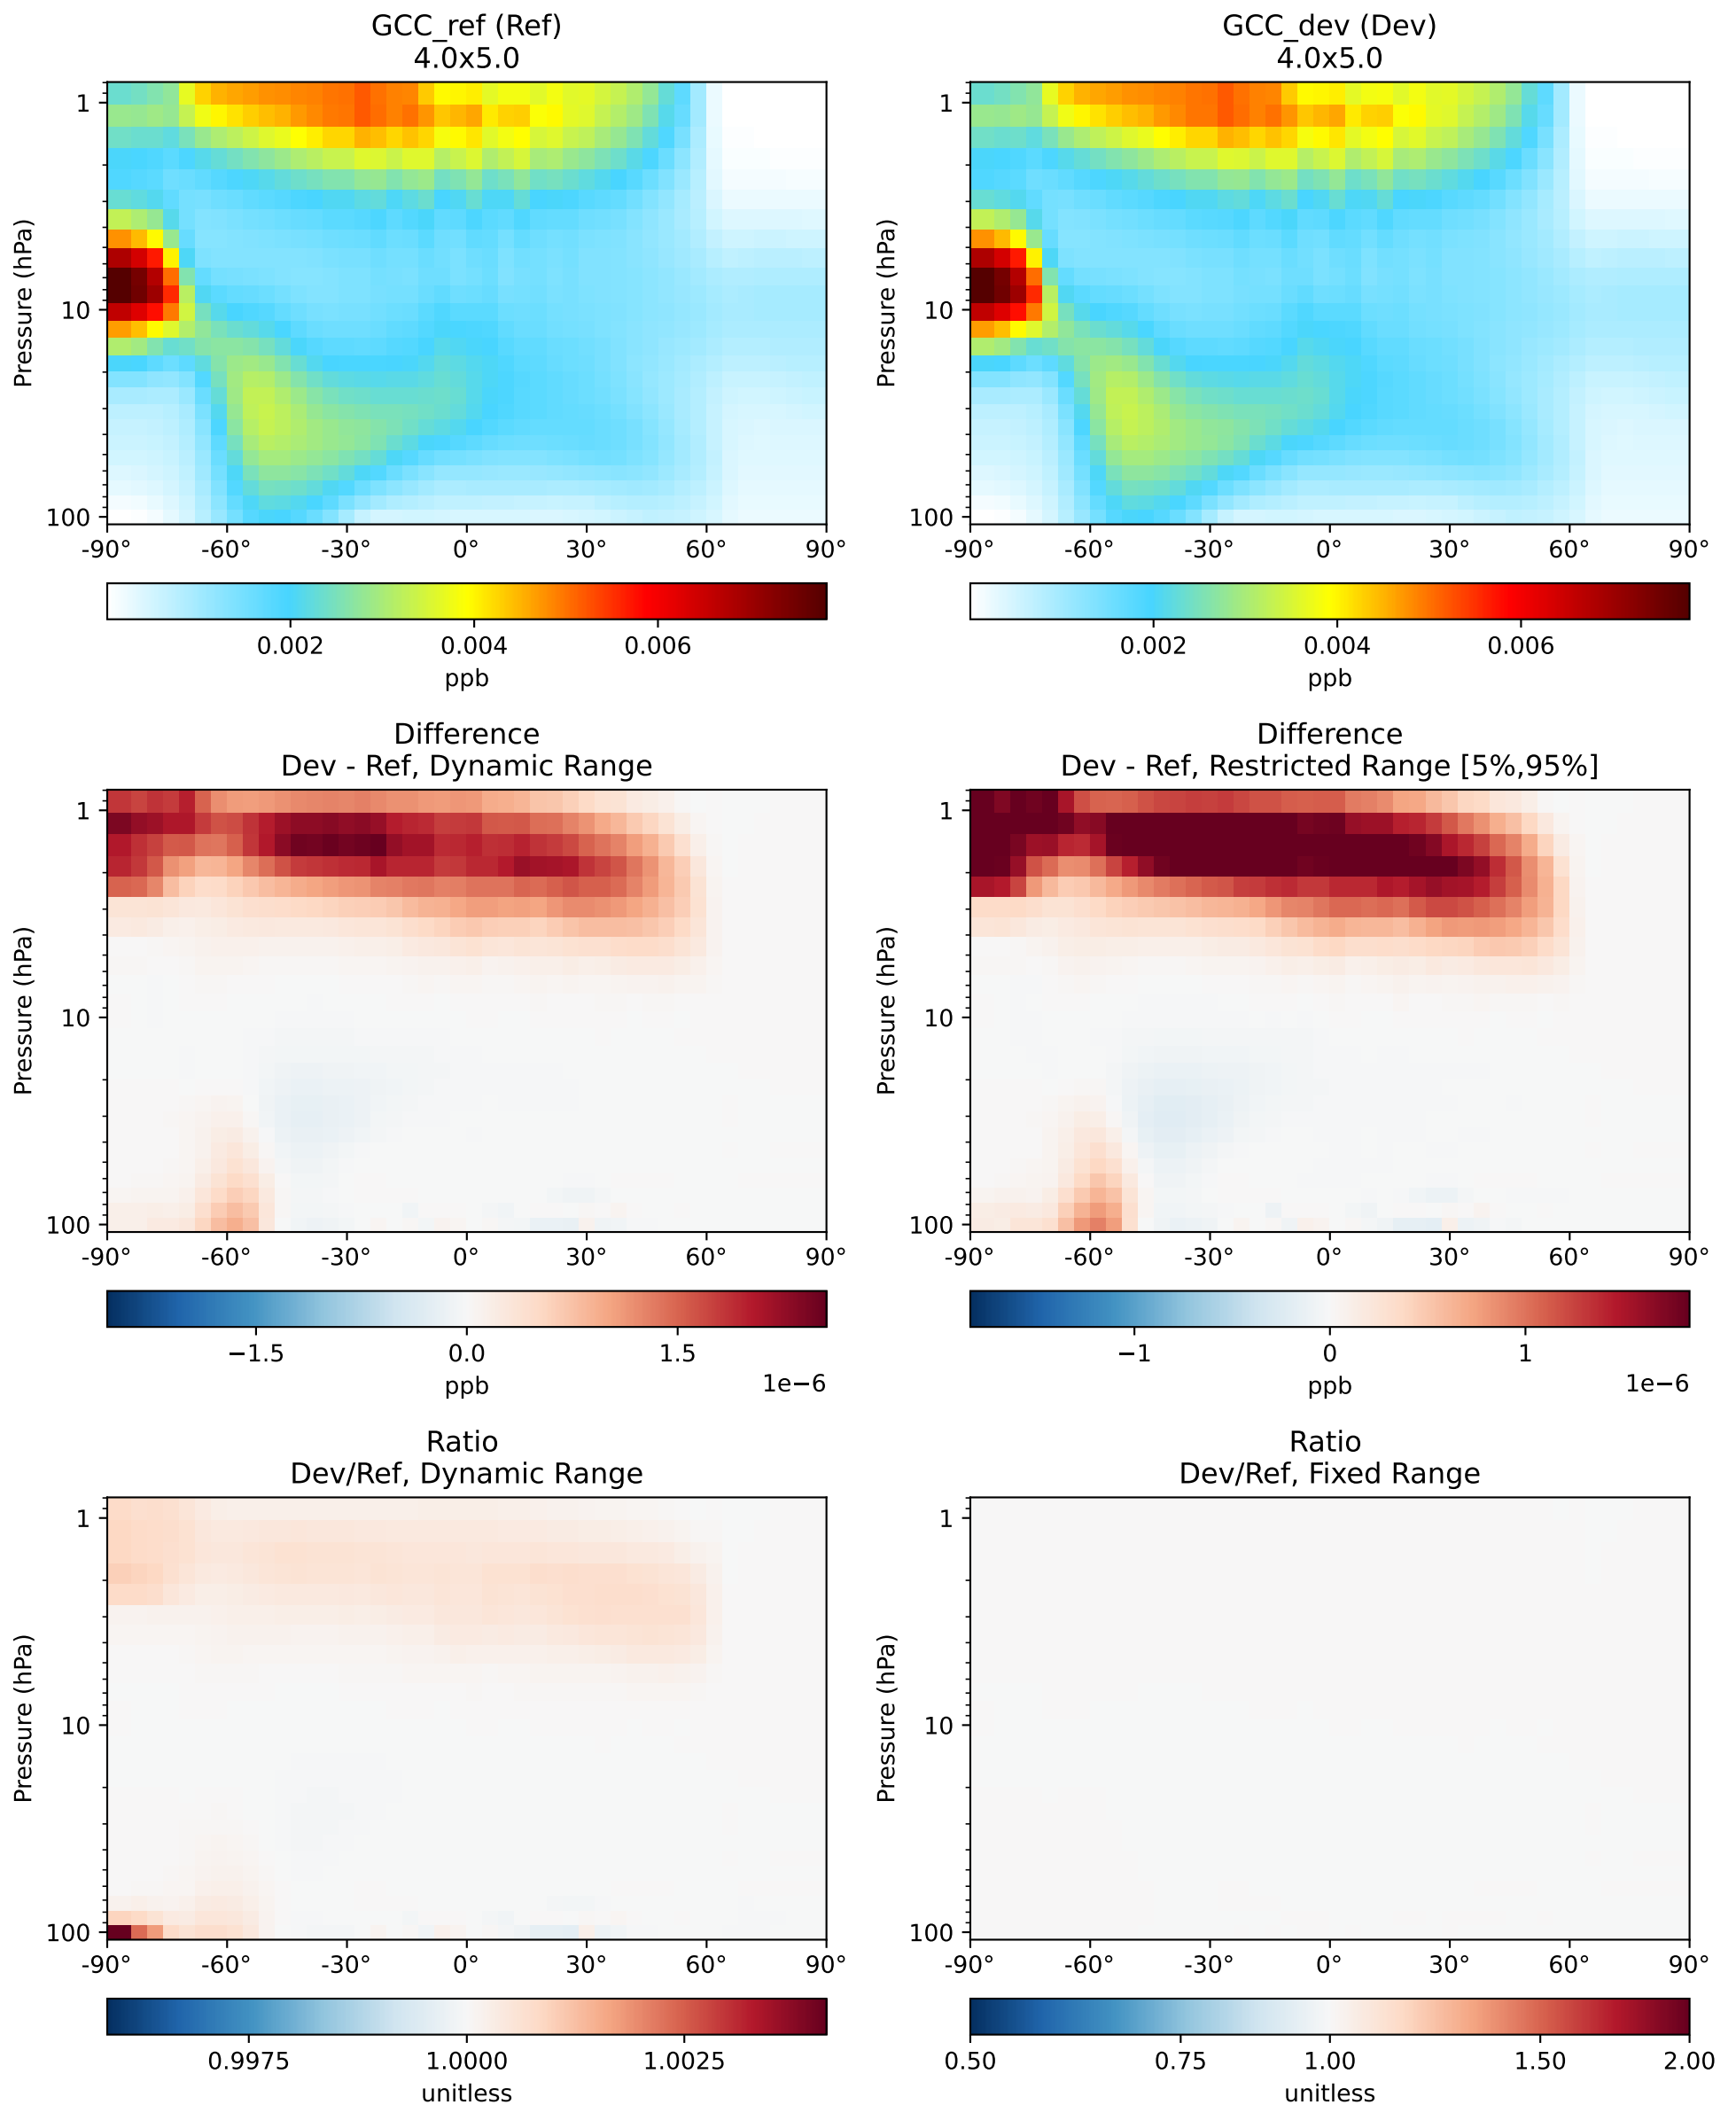 GCC_ref (Ref)
4.0x5.0
GCC_dev (Dev)
4.0x5.0
Pressure (hPa)
1
10
100
-90° -60° -30° 0° 30° 60° 90°
0.002 0.004 0.006
ppb
Pressure (hPa)
1
10
100
-90° -60° -30° 0° 30° 60° 90°
0.002 0.004 0.006
ppb
Difference
Dev - Ref, Dynamic Range
Difference
Dev - Ref, Restricted Range [5%,95%]
Pressure (hPa)
1
10
100
-90° -60° -30° 0° 30° 60° 90°
−1.5 0.0 1.5
ppb
1e−6
Pressure (hPa)
1
10
100
-90° -60° -30° 0° 30° 60° 90°
−1 0 1
ppb
1e−6
Ratio
Dev/Ref, Dynamic Range
Ratio
Dev/Ref, Fixed Range
Pressure (hPa)
1
10
100
-90° -60° -30° 0° 30° 60° 90°
0.9975 1.0000 1.0025
unitless
Pressure (hPa)
1
10
100
-90° -60° -30° 0° 30° 60° 90°
0.50 0.75 1.00 1.50 2.00
unitless